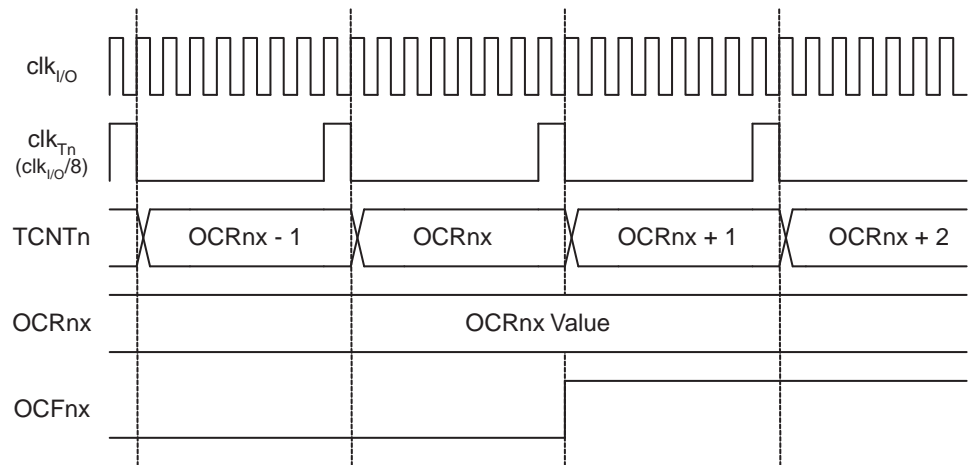 clkI/O
clkTn
(clkI/O/8)
TCNTn OCRnx - 1 OCRnx OCRnx + 1 OCRnx + 2
OCRnx OCRnx Value
OCFnx